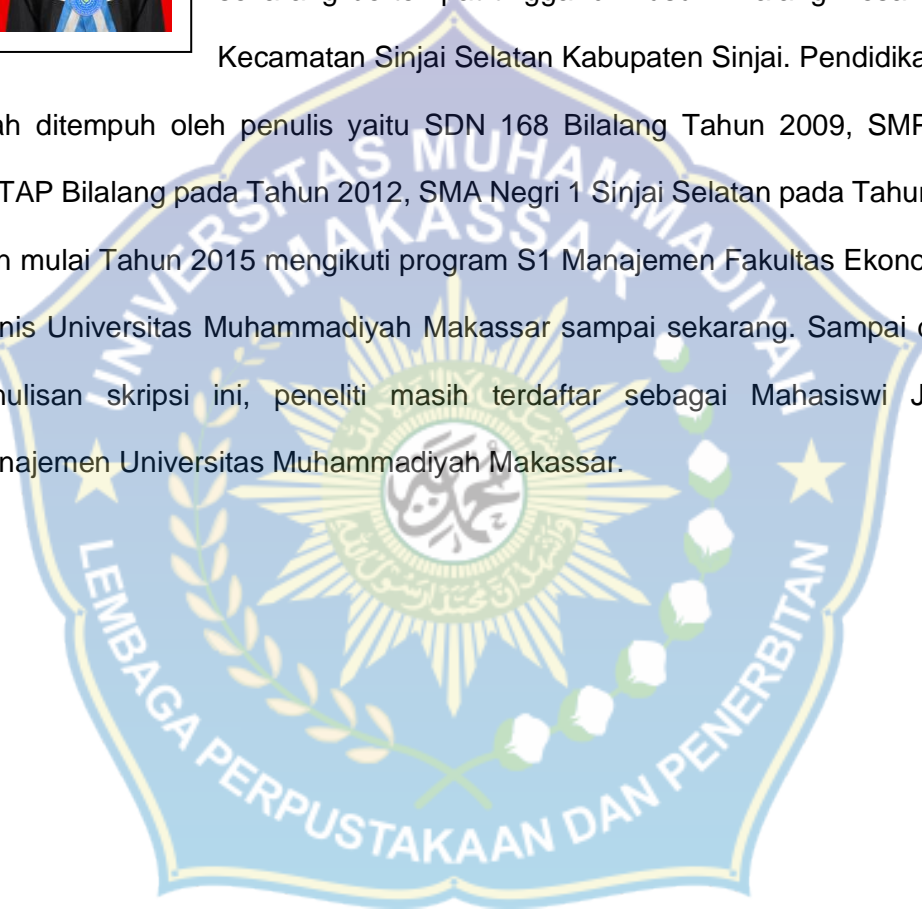 Kecamatan Sinjai Selatan Kabupaten Sinjai. Pendidika
ah ditempuh oleh penulis yaitu SDN 168 Bilalang Tahun 2009, SMP
TAP Bilalang pada Tahun 2012, SMA Negri 1 Sinjai Selatan pada Tahun
n mulai Tahun 2015 mengikuti program S1 Manajemen Fakultas Ekono
nis Universitas Muhammadiyah Makassar sampai sekarang. Sampai d
nulisan skripsi ini, peneliti masih terdaftar sebagai Mahasiswi J
najemen Universitas Muhammadiyah Makassar.
UNIVERSITAS MUHAMMADIYAH
MAKASSAR
LEMBAGA PERPUSTAKAAN DAN PENERBITAN